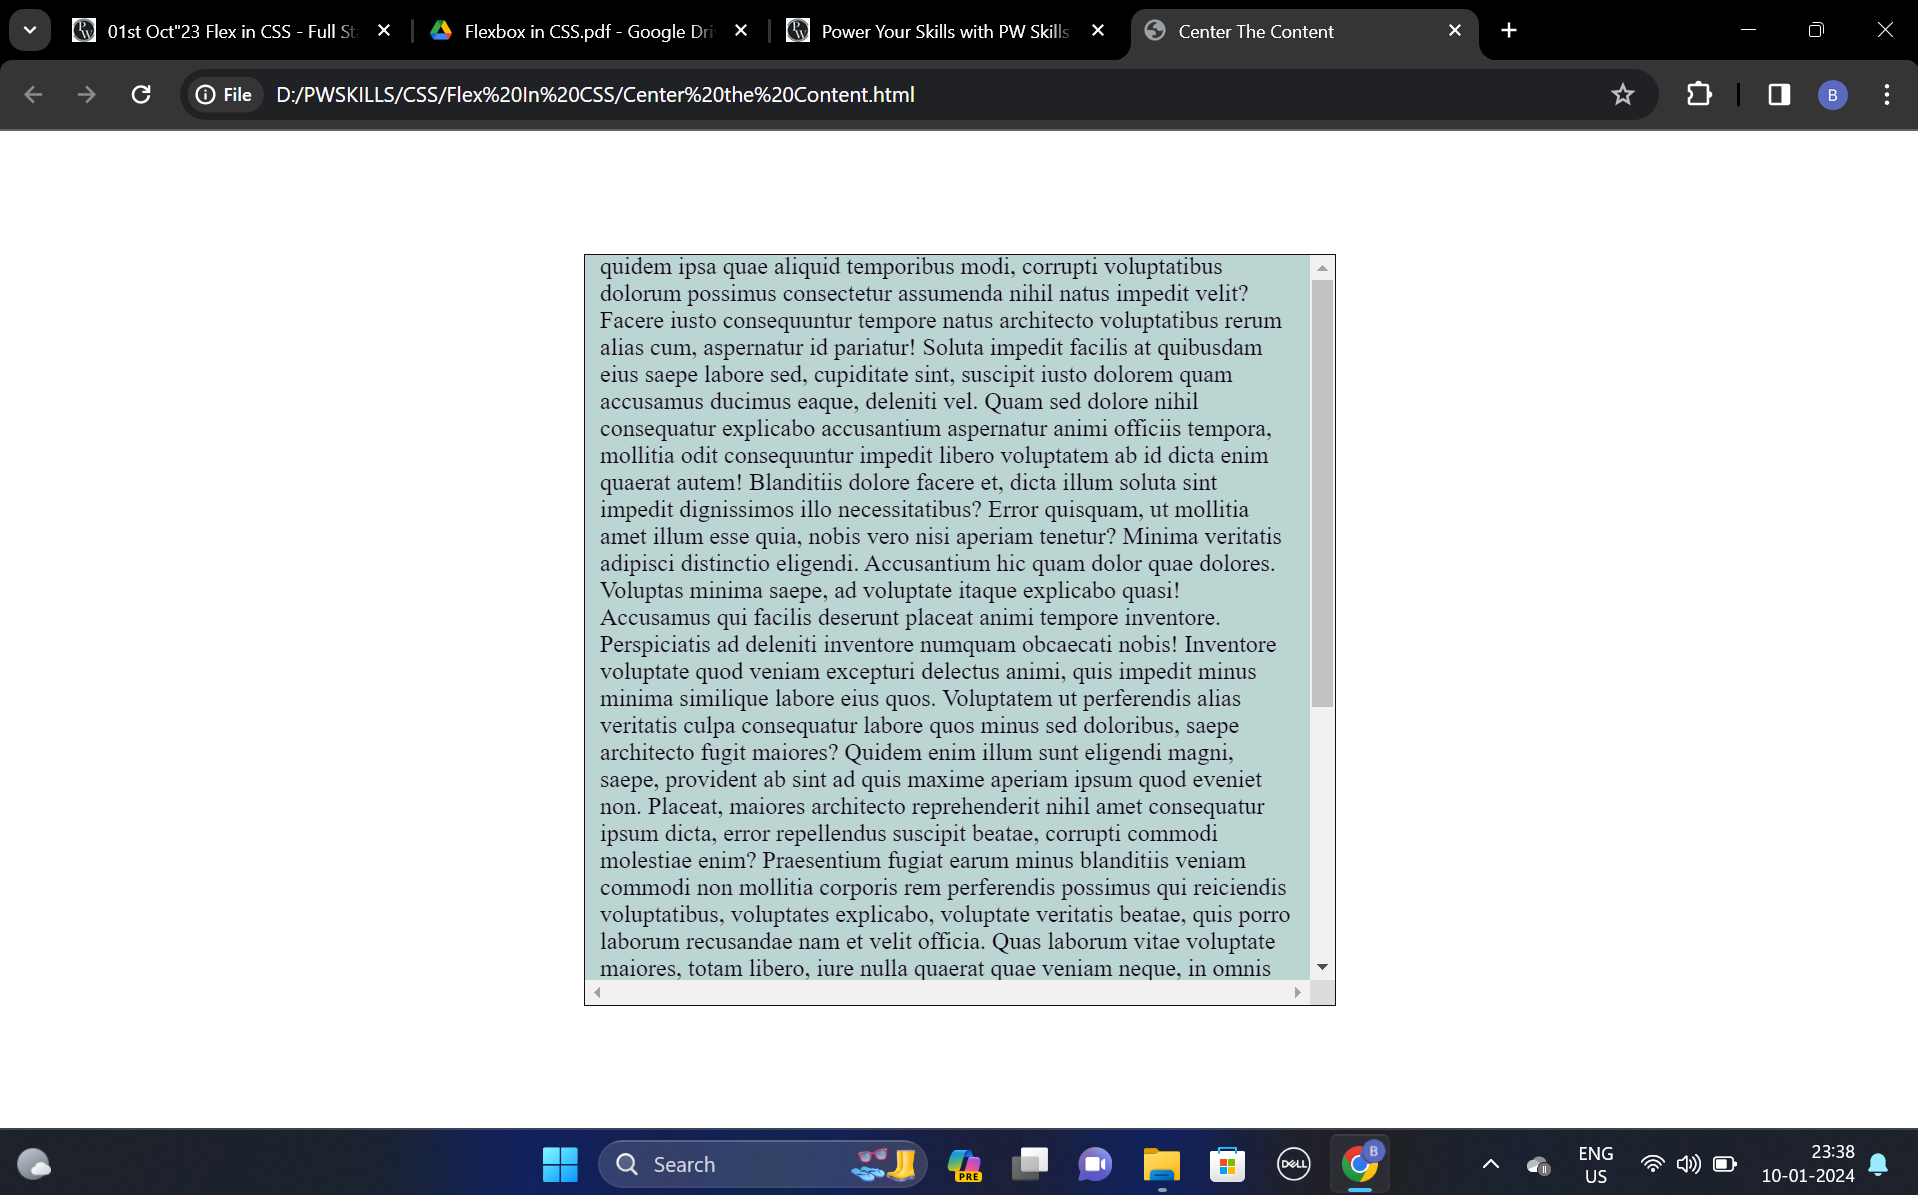 01st Oct"23 Flex in CSS - Full Sta
Flexbox in CSS.pdf - Google Driv
Power Your Skills with PW Skills
Center The Content
File
D:/PWSKILLS/CSS/Flex%20In%20CSS/Center%20the%20Content.html
B
quidem ipsa quae aliquid temporibus modi, corrupti voluptatibus
dolorum possimus consectetur assumenda nihil natus impedit velit?
Facere iusto consequuntur tempore natus architecto voluptatibus rerum
alias cum, aspernatur id pariatur! Soluta impedit facilis at quibusdam
eius saepe labore sed, cupiditate sint, suscipit iusto dolorem quam
accusamus ducimus eaque, deleniti vel. Quam sed dolore nihil
consequatur explicabo accusantium aspernatur animi officiis tempora,
mollitia odit consequuntur impedit libero voluptatem ab id dicta enim
quaerat autem! Blanditiis dolore facere et, dicta illum soluta sint
impedit dignissimos illo necessitatibus? Error quisquam, ut mollitia
amet illum esse quia, nobis vero nisi aperiam tenetur? Minima veritatis
adipisci distinctio eligendi. Accusantium hic quam dolor quae dolores.
Voluptas minima saepe, ad voluptate itaque explicabo quasi!
Accusamus qui facilis deserunt placeat animi tempore inventore.
Perspiciatis ad deleniti inventore numquam obcaecati nobis! Inventore
voluptate quod veniam excepturi delectus animi, quis impedit minus
minima similique labore eius quos. Voluptatem ut perferendis alias
veritatis culpa consequatur labore quos minus sed doloribus, saepe
architecto fugit maiores? Quidem enim illum sunt eligendi magni,
saepe, provident ab sint ad quis maxime aperiam ipsum quod eveniet
non. Placeat, maiores architecto reprehenderit nihil amet consequatur
ipsum dicta, error repellendus suscipit beatae, corrupti commodi
molestiae enim? Praesentium fugiat earum minus blanditiis veniam
commodi non mollitia corporis rem perferendis possimus qui reiciendis
voluptatibus, voluptates explicabo, voluptate veritatis beatae, quis porro
laborum recusandae nam et velit officia. Quas laborum vitae voluptate
maiores, totam libero, iure nulla quaerat quae veniam neque, in omnis
Search
PRE
DELL
B
ENG
US
23:38
10-01-2024